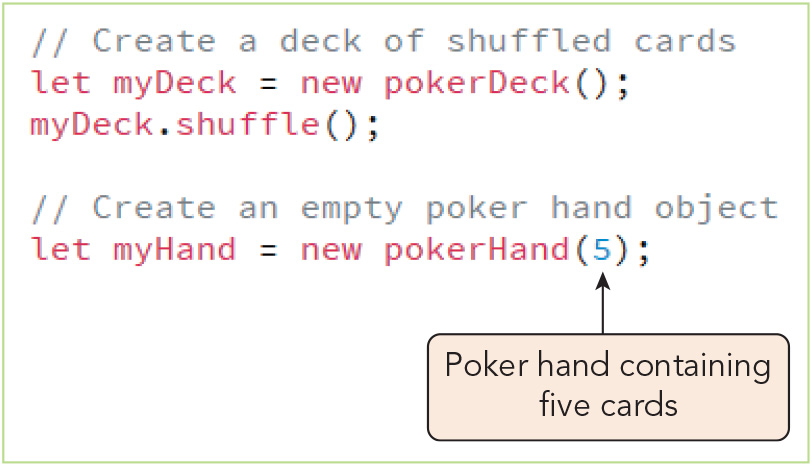 // Create a deck of shuffled cards
let myDeck = new pokerDeck();
myDeck.shuffle();
// Create an empty poker hand object
let myHand = new pokerHand(5);
Poker hand containing
five cards